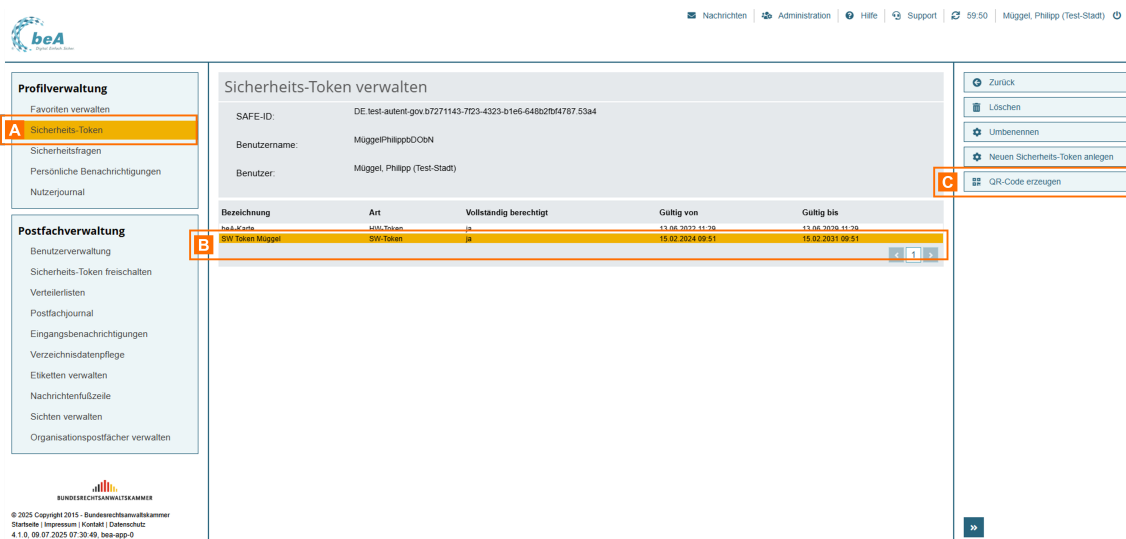 Nachrichten
Administration
Hilfe
Support
59:50
Müggel, Philipp (Test-Stadt)
beA
Digital. Einfach. Sicher.
Profilverwaltung
Favoriten verwalten
A
Sicherheits-Token
Sicherheitsfragen
Persönliche Benachrichtigungen
Nutzerjournal
Postfachverwaltung
Benutzerverwaltung
Sicherheits-Token freischalten
Verteilerlisten
Postfachjournal
Eingangsbenachrichtigungen
Verzeichnisdatenpflege
Etiketten verwalten
Nachrichtenfußzeile
Sichten verwalten
Organisationspostfächer verwalten
BUNDESRECHTSANWALTSKAMMER
© 2025 Copyright 2015 - Bundesrechtsanwaltskammer
Startseite | Impressum | Kontakt | Datenschutz
4.1.0, 09.07.2025 07:30:49, bea-app-0
Sicherheits-Token verwalten
SAFE-ID: DE.test-autent-gov.b7271143-7f23-4323-b1e6-648b2fbf4787.53a4
Benutzername: MüggelPhilippbDObN
Benutzer: Müggel, Philipp (Test-Stadt)
Bezeichnung Art Vollständig berechtigt Gültig von Gültig bis
beA-Karte HW-Token ja 13.06.2022 11:29 13.06.2029 11:29
B
SW Token Müggel SW-Token ja 15.02.2024 09:51 15.02.2031 09:51
< 1 >
Zurück
Löschen
Umbenennen
Neuen Sicherheits-Token anlegen
C
QR-Code erzeugen
»